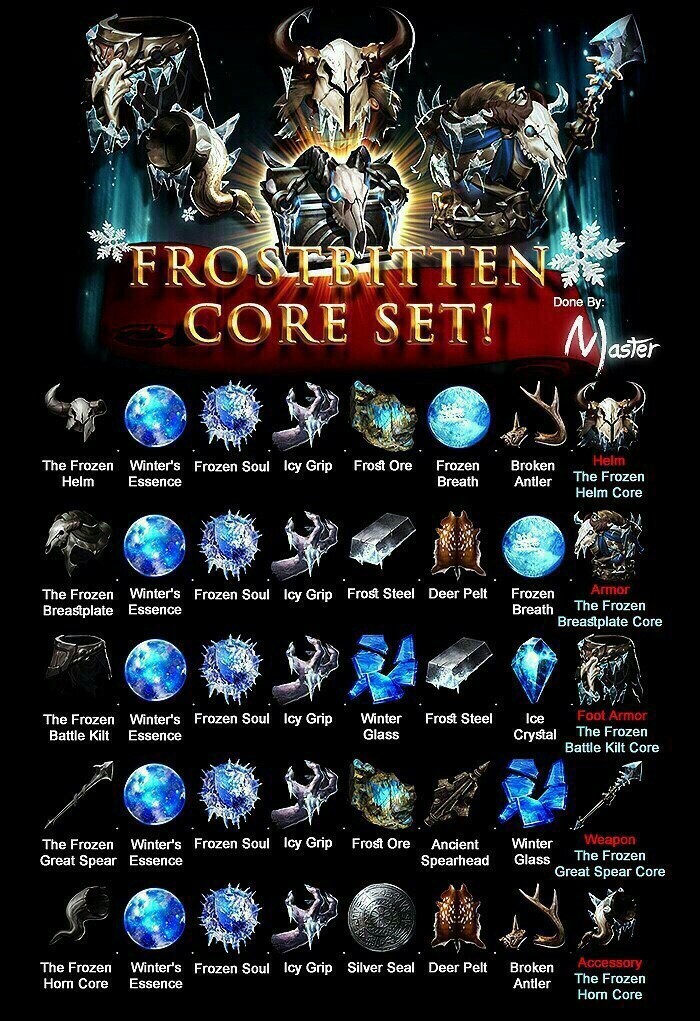 FROSTBITTEN
CORE SET!
Done By:
Master
The Frozen Helm
Winter's Essence
Frozen Soul
Icy Grip
Frost Ore
Frozen Breath
Broken Antler
Helm
The Frozen Helm Core
The Frozen Breastplate
Winter's Essence
Frozen Soul
Icy Grip
Frost Steel
Deer Pelt
Frozen Breath
Armor
The Frozen Breastplate Core
The Frozen Battle Kilt
Winter's Essence
Frozen Soul
Icy Grip
Winter Glass
Frost Steel
Ice Crystal
Foot Armor
The Frozen Battle Kilt Core
The Frozen Great Spear
Winter's Essence
Frozen Soul
Icy Grip
Frost Ore
Ancient Spearhead
Winter Glass
Weapon
The Frozen Great Spear Core
The Frozen Horn Core
Winter's Essence
Frozen Soul
Icy Grip
Silver Seal
Deer Pelt
Broken Antler
Accessory
The Frozen Horn Core